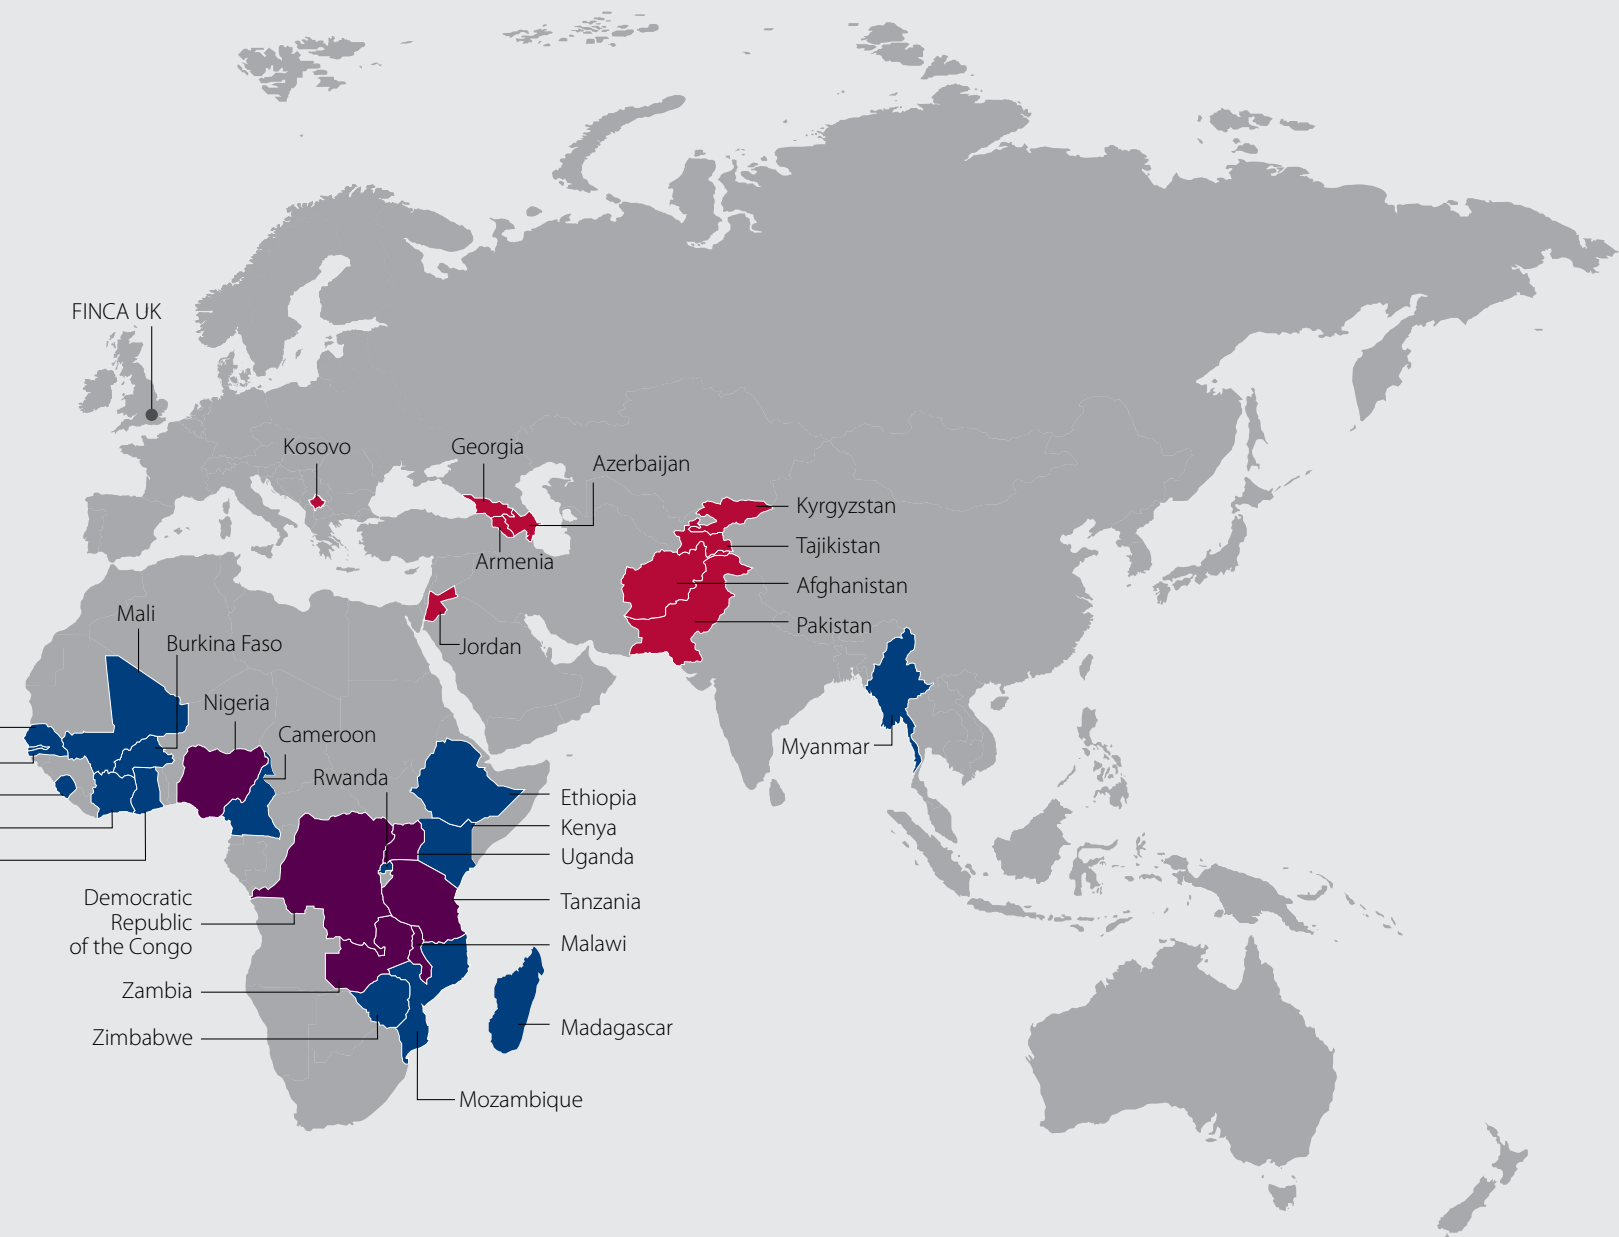 FINCA UK
Kosovo
Georgia
Azerbaijan
Kyrgyzstan
Armenia
Tajikistan
Afghanistan
Mali
Pakistan
Burkina Faso
Jordan
Nigeria
Cameroon
Myanmar
Rwanda
Ethiopia
Kenya
Uganda
Democratic
Republic
of the Congo
Tanzania
Malawi
Zambia
Madagascar
Zimbabwe
Mozambique